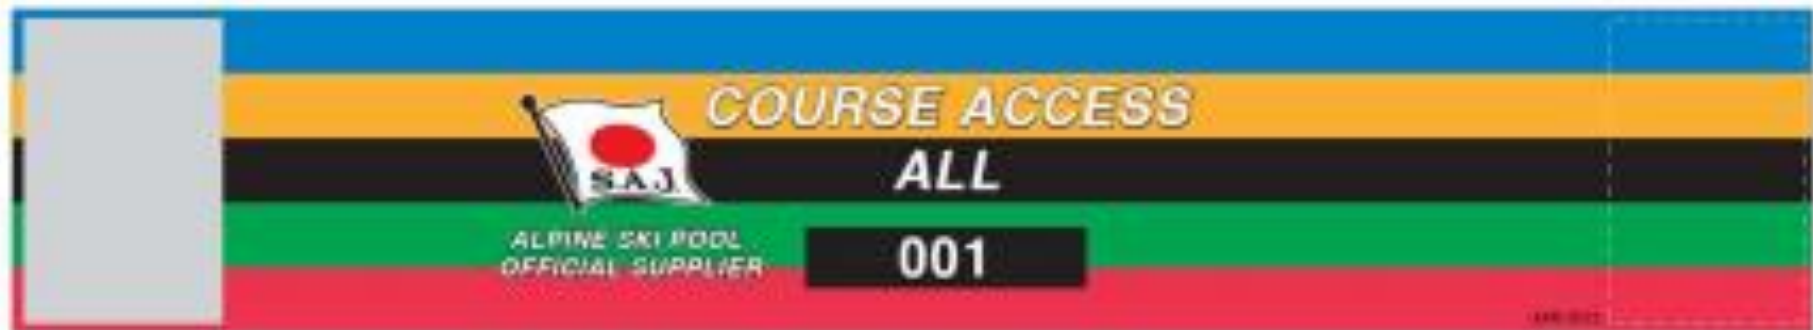 COURSE ACCESS
S.A.J.
ALL
ALPINE SKI POOL
OFFICIAL SUPPLIER
001